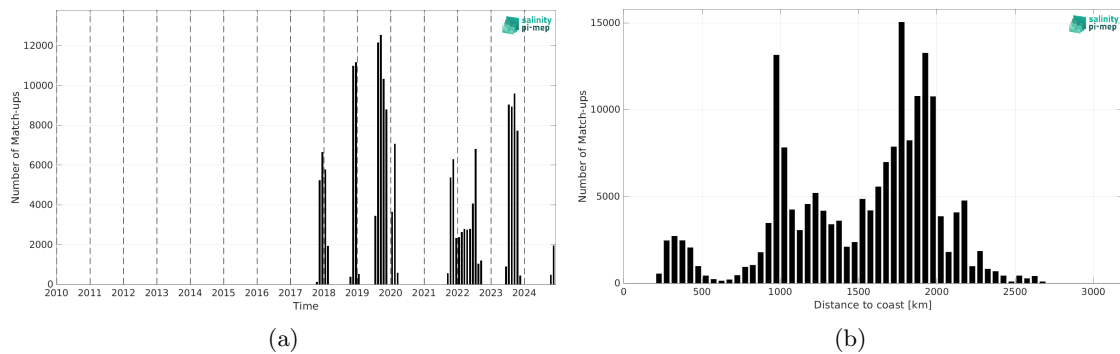 salinity
pi-mep
Number of Match-ups
12000
10000
8000
6000
4000
2000
0
2010 2011 2012 2013 2014 2015 2016 2017 2018 2019 2020 2021 2022 2023 2024
Time
(a)
salinity
pi-mep
Number of Match-ups
15000
10000
5000
0
0 500 1000 1500 2000 2500 3000
Distance to coast [km]
(b)